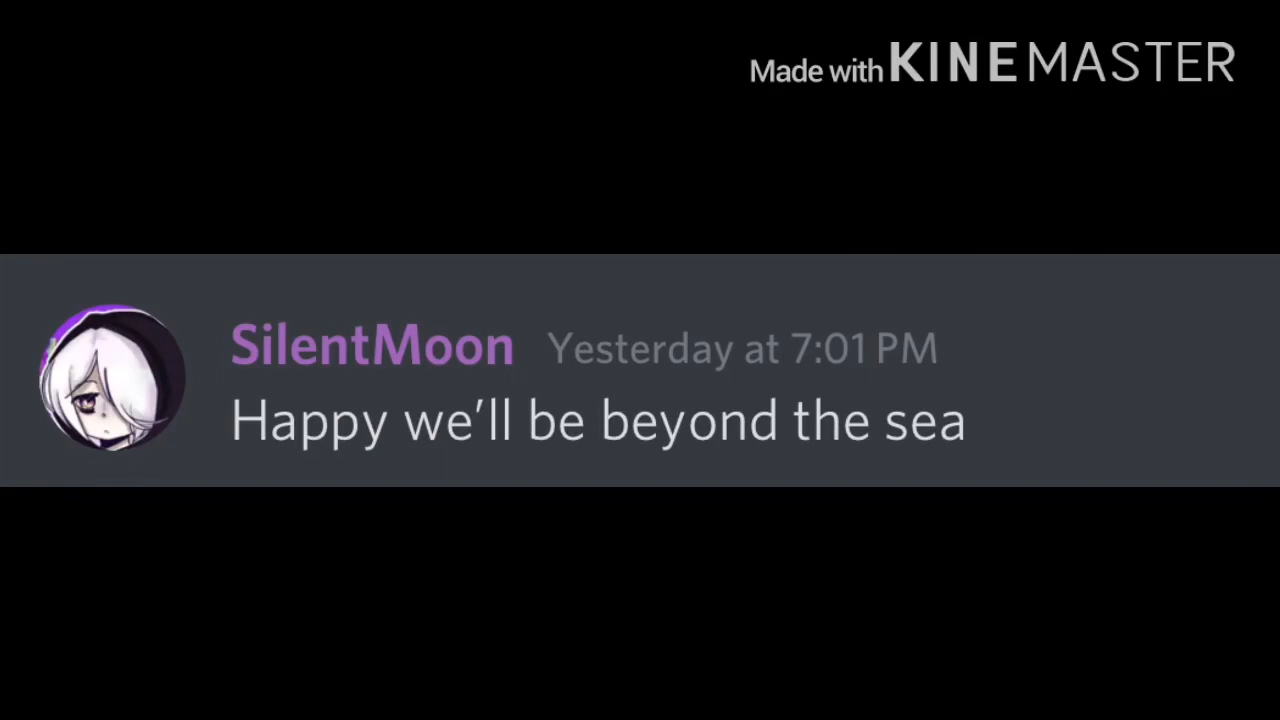 Made with KINEMASTER
SilentMoon Yesterday at 7:01 PM
Happy we'll be beyond the sea